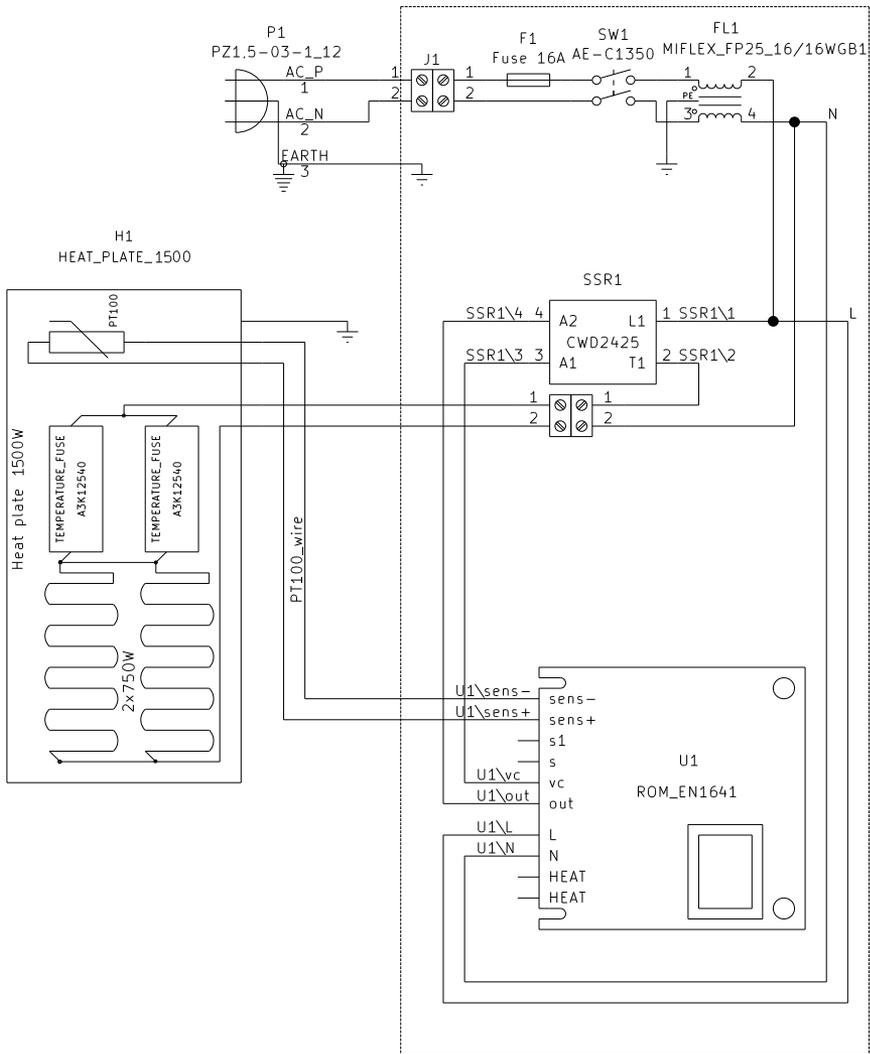 P1
PZ1,5-03-1_12
AC_P
1
AC_N
2
EARTH
3
J1
1
2
1
2
F1
Fuse 16A
SW1
AE-C1350
FL1
MIFLEX_FP25_16/16WGB1
1
2
PE
3
4
N
H1
HEAT_PLATE_1500
PT100
Heat plate 1500W
TEMPERATURE_FUSE
A3K12540
TEMPERATURE_FUSE
A3K12540
2x750W
PT100_wire
SSR1
SSR1\4 4 A2 L1 1 SSR1\1
CWD2425
SSR1\3 3 A1 T1 2 SSR1\2
L
1
2
1
2
U1\sens- sens-
U1\sens+ sens+
s1
s
U1\vc vc
U1\out out
U1\L L
U1\N N
HEAT
HEAT
U1
ROM_EN1641